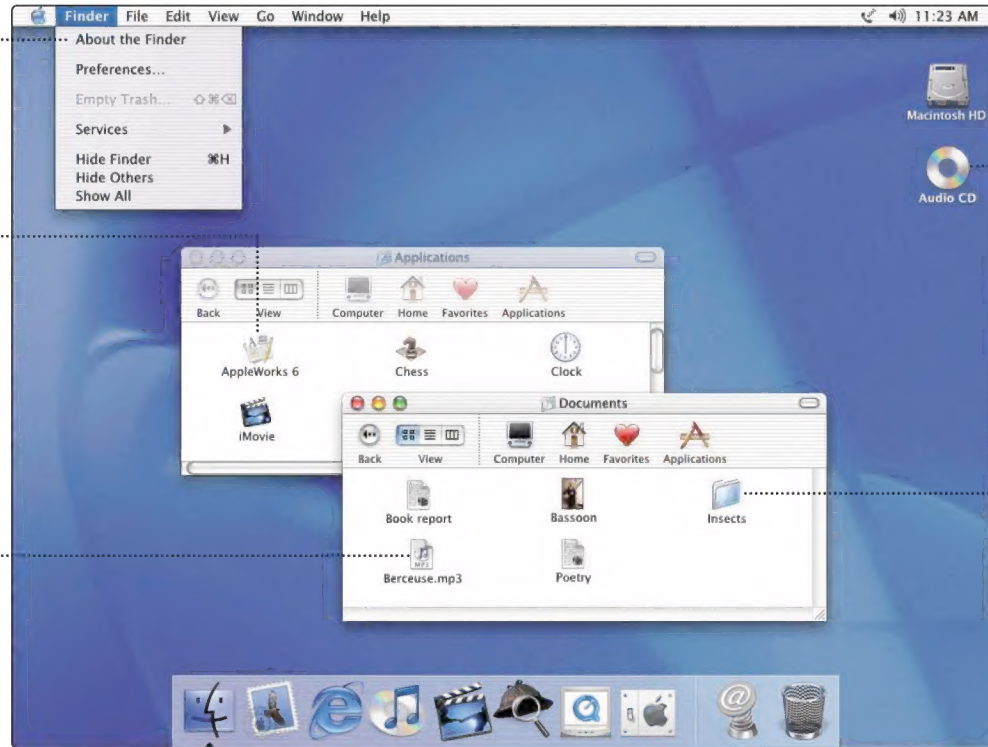 Finder File Edit View Go Window Help 11:23 AM
About the Finder
Preferences...
Empty Trash... ⇧⌘⌫
Services
Hide Finder ⌘H
Hide Others
Show All
Macintosh HD
Audio CD
Applications
Back View Computer Home Favorites Applications
AppleWorks 6 Chess Clock
iMovie
Documents
Back View Computer Home Favorites Applications
Book report Bassoon Insects
MP3
Berceuse.mp3 Poetry